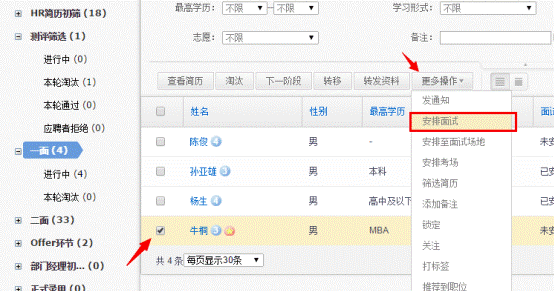 HR简历初筛 (18)
测评筛选 (1)
进行中 (0)
本轮淘汰 (1)
本轮通过 (0)
应聘者拒绝 (0)
一面 (4)
进行中 (4)
本轮淘汰 (0)
二面 (33)
Offer环节 (2)
部门经理初... (0)
正式录用 (0)
最高学历： 不限 — 不限 学习形式： 不限
志愿： 不限 备注：
查看简历 淘汰 下一阶段 转移 转发资料 更多操作
姓名 性别 最高学历
陈俊 4 男 -
孙亚雄 3 男 本科
杨生 4 男 高中及以下
牛桐 3 男 MBA
共 4 条 每页显示30条
发通知
安排面试
安排至面试场地
安排考场
筛选简历
添加备注
锁定
关注
打标签
推荐到职位
面试
未安
已安
已安
未安